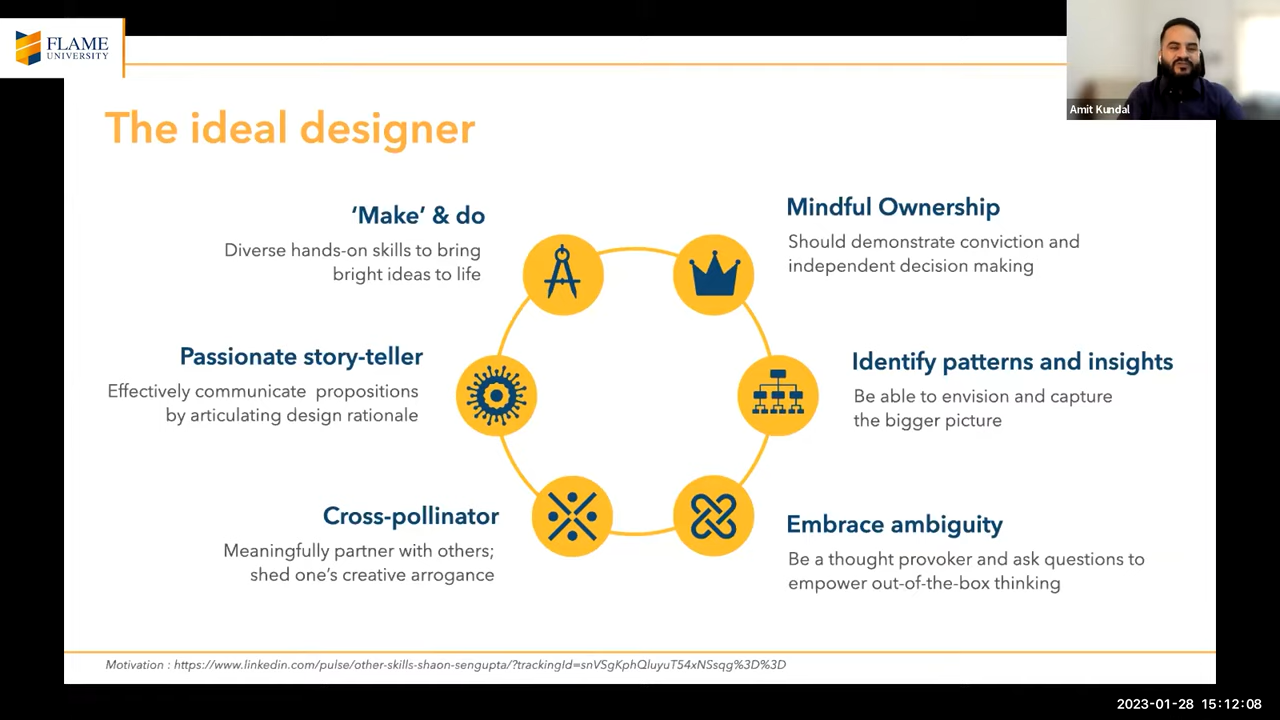 FLAME
UNIVERSITY
Amit Kundal
The ideal designer
‘Make’ & do
Diverse hands-on skills to bring
bright ideas to life
Mindful Ownership
Should demonstrate conviction and
independent decision making
Passionate story-teller
Effectively communicate propositions
by articulating design rationale
Identify patterns and insights
Be able to envision and capture
the bigger picture
Cross-pollinator
Meaningfully partner with others;
shed one’s creative arrogance
Embrace ambiguity
Be a thought provoker and ask questions to
empower out-of-the-box thinking
Motivation : https://www.linkedin.com/pulse/other-skills-shaon-sengupta/?trackingId=snVSgKphQluyuT54xNSsqg%3D%3D
2023-01-28 15:12:08